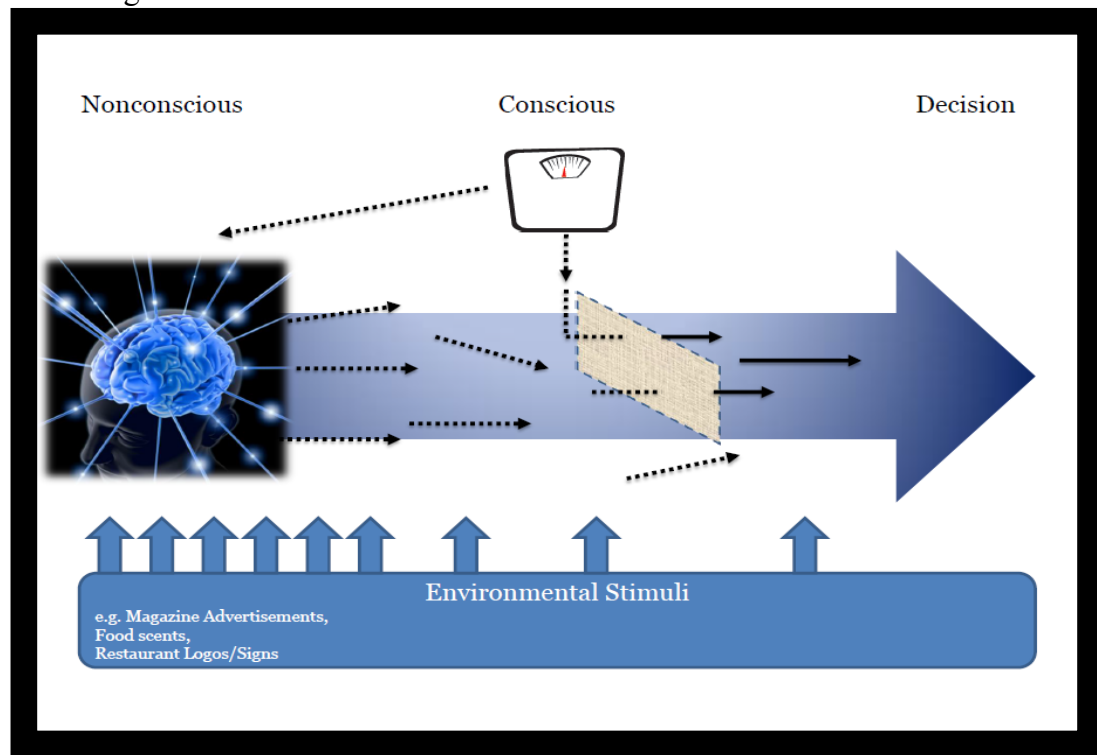 Nonconscious
Conscious
Decision
Environmental Stimuli
e.g. Magazine Advertisements,
Food scents,
Restaurant Logos/Signs